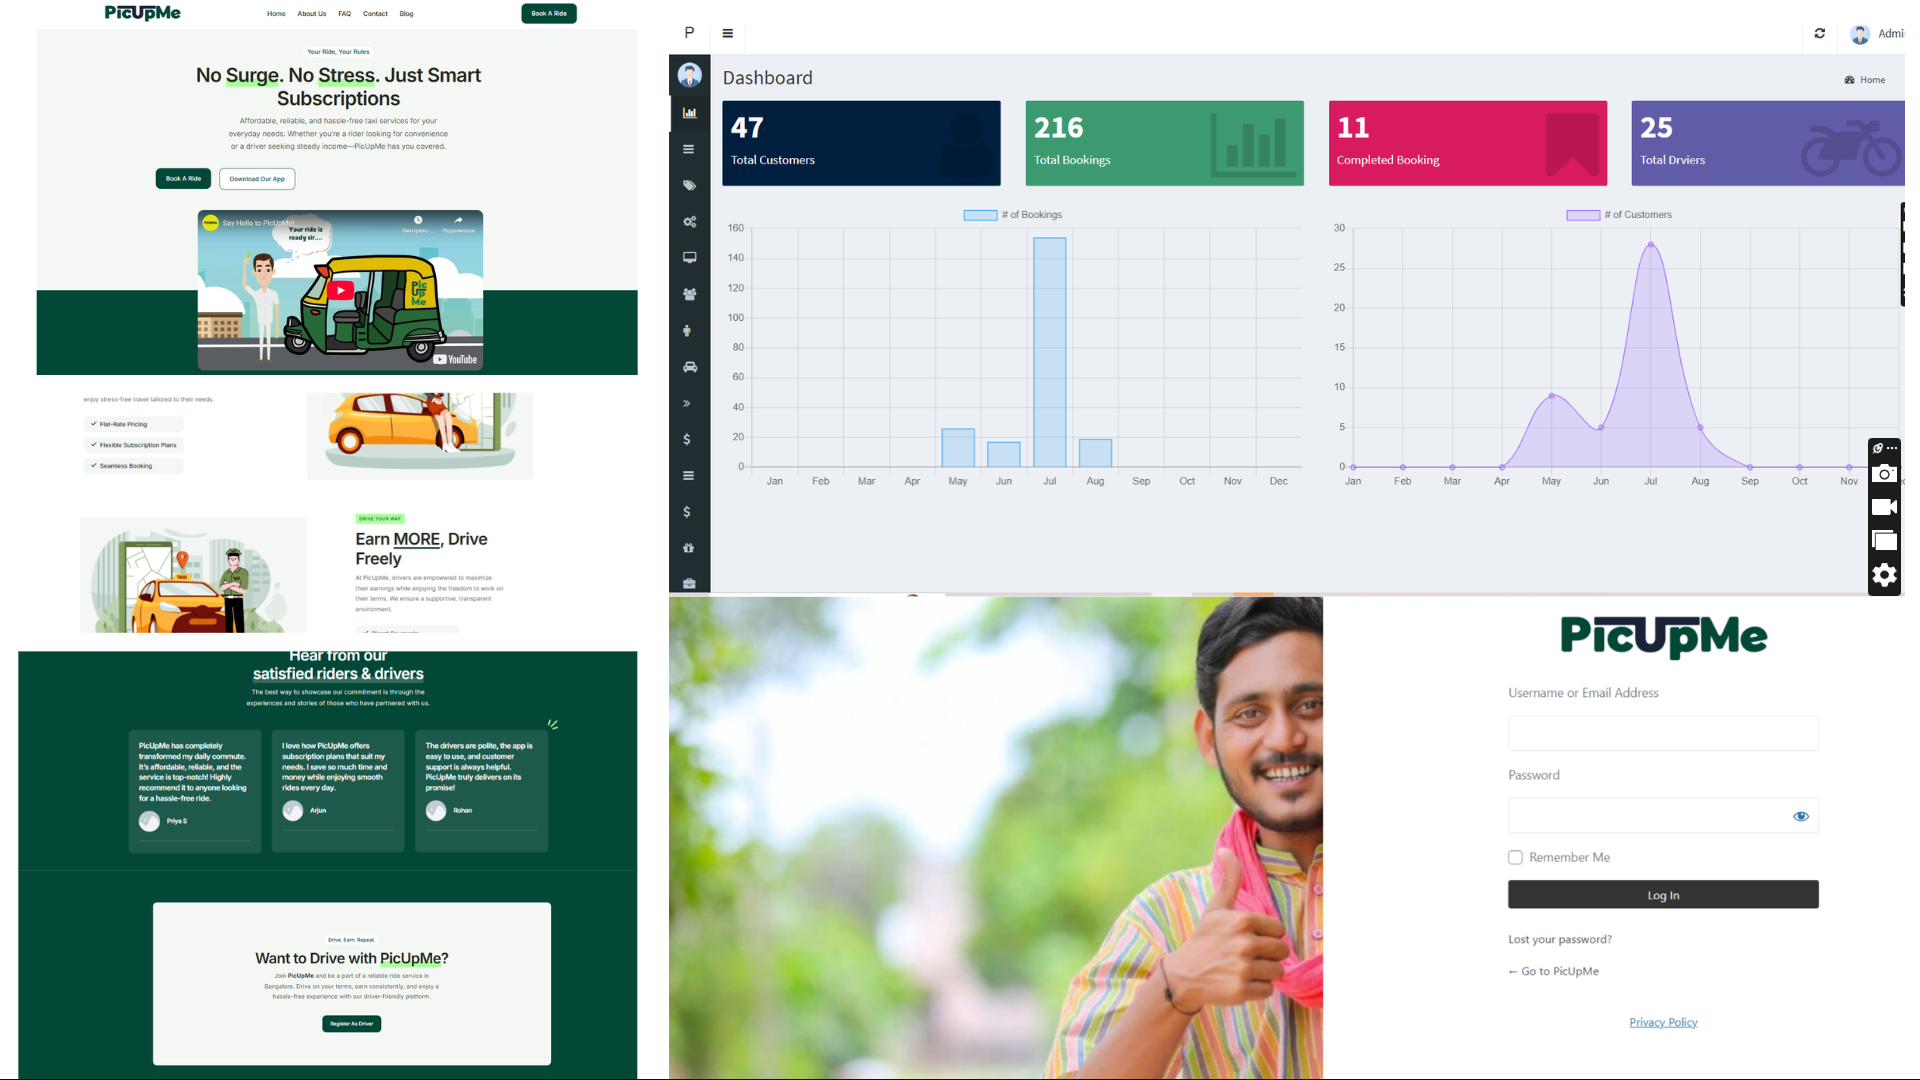 PicUpMe
Home About Us FAQ Contact Blog
Book A Ride
Your Ride, Your Rules
No Surge. No Stress. Just Smart
Subscriptions
Affordable, reliable, and hassle-free taxi services for your
everyday needs. Whether you're a rider looking for convenience
or a driver seeking steady income—PicUpMe has you covered.
Book A Ride
Download Our App
Say Hello to PicUpMe!
Смотреть ...
Поделиться
Your ride is
ready sir....
Pic
Up
Me
YouTube
enjoy stress-free travel tailored to their needs.
Flat-Rate Pricing
Flexible Subscription Plans
Seamless Booking
TAXI
DRIVE YOUR WAY
Earn MORE, Drive
Freely
At PicUpMe, drivers are empowered to maximize
their earnings while enjoying the freedom to work on
their terms. We ensure a supportive, transparent
environment.
Hear from our
satisfied riders & drivers
The best way to showcase our commitment is through the
experiences and stories of those who have partnered with us.
PicUpMe has completely
transformed my daily commute.
It's affordable, reliable, and the
service is top-notch! Highly
recommend it to anyone looking
for a hassle-free ride.
Priya S
I love how PicUpMe offers
subscription plans that suit my
needs. I save so much time and
money while enjoying smooth
rides every day.
Arjun
The drivers are polite, the app is
easy to use, and customer
support is always helpful.
PicUpMe truly delivers on its
promise!
Rohan
Drive. Earn. Repeat.
Want to Drive with PicUpMe?
Join PicUpMe and be a part of a reliable ride service in
Bangalore. Drive on your terms, earn consistently, and enjoy a
hassle-free experience with our driver-friendly platform.
Register As Driver
P
Admi
Dashboard
Home
47
Total Customers
216
Total Bookings
11
Completed Booking
25
Total Drviers
# of Bookings
160
140
120
100
80
60
40
20
0
Jan Feb Mar Apr May Jun Jul Aug Sep Oct Nov Dec
# of Customers
30
25
20
15
10
5
0
Jan Feb Mar Apr May Jun Jul Aug Sep Oct Nov
PicUpMe
Username or Email Address
Password
Remember Me
Log In
Lost your password?
← Go to PicUpMe
Privacy Policy